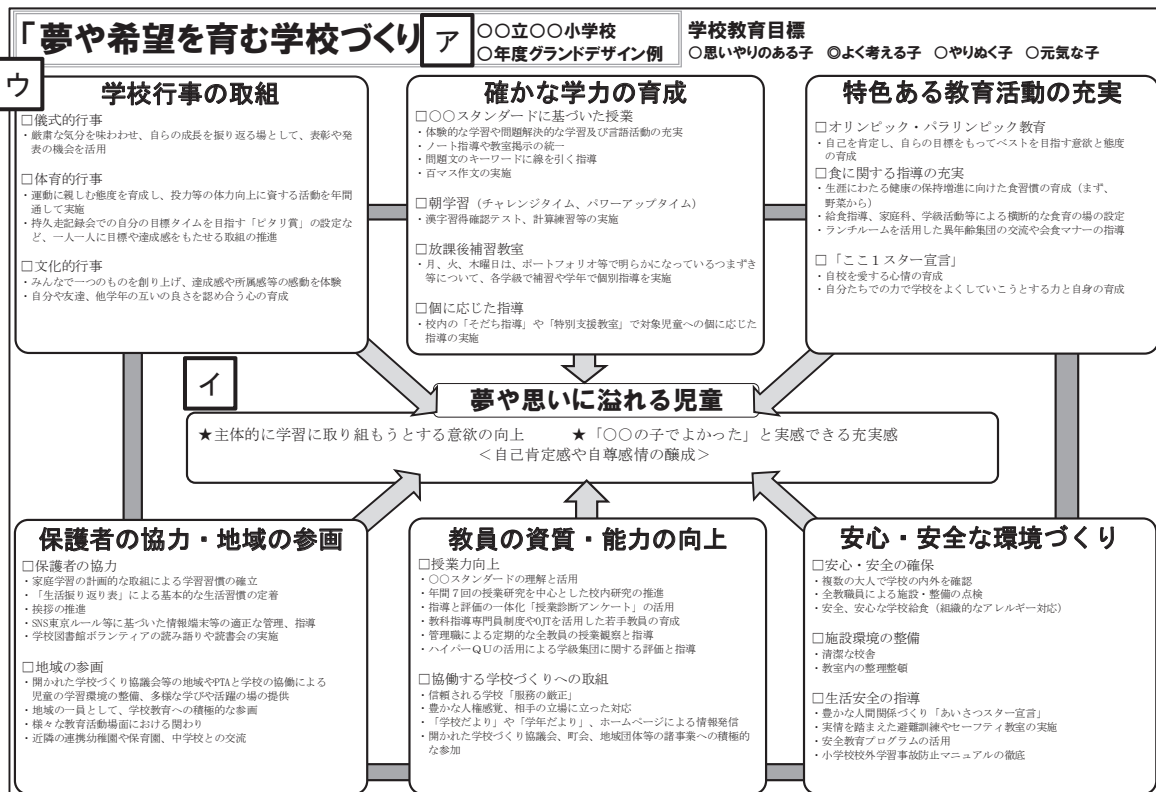 「夢や希望を育む学校づくり
ア
○○立○○小学校
○年度グランドデザイン例
学校教育目標
○思いやりのある子 ◎よく考える子 ○やりぬく子 ○元気な子
ウ
学校行事の取組
□儀式的行事
・厳粛な気分を味わわせ、自らの成長を振り返る場として、表彰や発
表の機会を活用
□体育的行事
・運動に親しむ態度を育成し、投力等の体力向上に資する活動を年間
通して実施
・持久走記録会での自分の目標タイムを目指す「ピタリ賞」の設定な
ど、一人一人に目標や達成感をもたせる取組の推進
□文化的行事
・みんなで一つのものを創り上げ、達成感や所属感等の感動を体験
・自分や友達、他学年の互いの良さを認め合う心の育成
確かな学力の育成
□○○スタンダードに基づいた授業
・体験的な学習や問題解決的な学習及び言語活動の充実
・ノート指導や教室掲示の統一
・問題文のキーワードに線を引く指導
・百マス作文の実施
□朝学習（チャレンジタイム、パワーアップタイム）
・漢字習得確認テスト、計算練習等の実施
□放課後補習教室
・月、火、木曜日は、ポートフォリオ等で明らかになっているつまずき
等について、各学級で補習や学年で個別指導を実施
□個に応じた指導
・校内の「そだち指導」や「特別支援教室」で対象児童への個に応じた
指導の実施
特色ある教育活動の充実
□オリンピック・パラリンピック教育
・自己を肯定し、自らの目標をもってベストを目指す意欲と態度
の育成
□食に関する指導の充実
・生涯にわたる健康の保持増進に向けた食習慣の育成（まず、
野菜から）
・給食指導、家庭科、学級活動等による横断的な食育の場の設定
・ランチルームを活用した異年齢集団の交流や会食マナーの指導
□「ここ１スター宣言」
・自校を愛する心情の育成
・自分たちでの力で学校をよくしていこうとする力と自身の育成
イ
夢や思いに溢れる児童
★主体的に学習に取り組もうとする意欲の向上 ★「○○の子でよかった」と実感できる充実感
＜自己肯定感や自尊感情の醸成＞
保護者の協力・地域の参画
□保護者の協力
・家庭学習の計画的な取組による学習習慣の確立
・「生活振り返り表」による基本的な生活習慣の定着
・挨拶の推進
・SNS東京ルール等に基づいた情報端末等の適正な管理、指導
・学校図書館ボランティアの読み語りや読書会の実施
□地域の参画
・開かれた学校づくり協議会等の地域やPTAと学校の協働による
児童の学習環境の整備、多様な学びや活躍の場の提供
・地域の一員として、学校教育への積極的な参画
・様々な教育活動場面における関わり
・近隣の連携幼稚園や保育園、中学校との交流
教員の資質・能力の向上
□授業力向上
・○○スタンダードの理解と活用
・年間７回の授業研究を中心とした校内研究の推進
・指導と評価の一体化「授業診断アンケート」の活用
・教科指導専門員制度やOJTを活用した若手教員の育成
・管理職による定期的な全教員の授業観察と指導
・ハイパーＱＵの活用による学級集団に関する評価と指導
□協働する学校づくりへの取組
・信頼される学校「服務の厳正」
・豊かな人権感覚、相手の立場に立った対応
・「学校だより」や「学年だより」、ホームページによる情報発信
・開かれた学校づくり協議会、町会、地域団体等の諸事業への積極的
な参加
安心・安全な環境づくり
□安心・安全の確保
・複数の大人で学校の内外を確認
・全教職員による施設・整備の点検
・安全、安心な学校給食（組織的なアレルギー対応）
□施設環境の整備
・清潔な校舎
・教室内の整理整頓
□生活安全の指導
・豊かな人間関係づくり「あいさつスター宣言」
・実情を踏まえた避難訓練やセーフティ教室の実施
・安全教育プログラムの活用
・小学校校外学習事故防止マニュアルの徹底